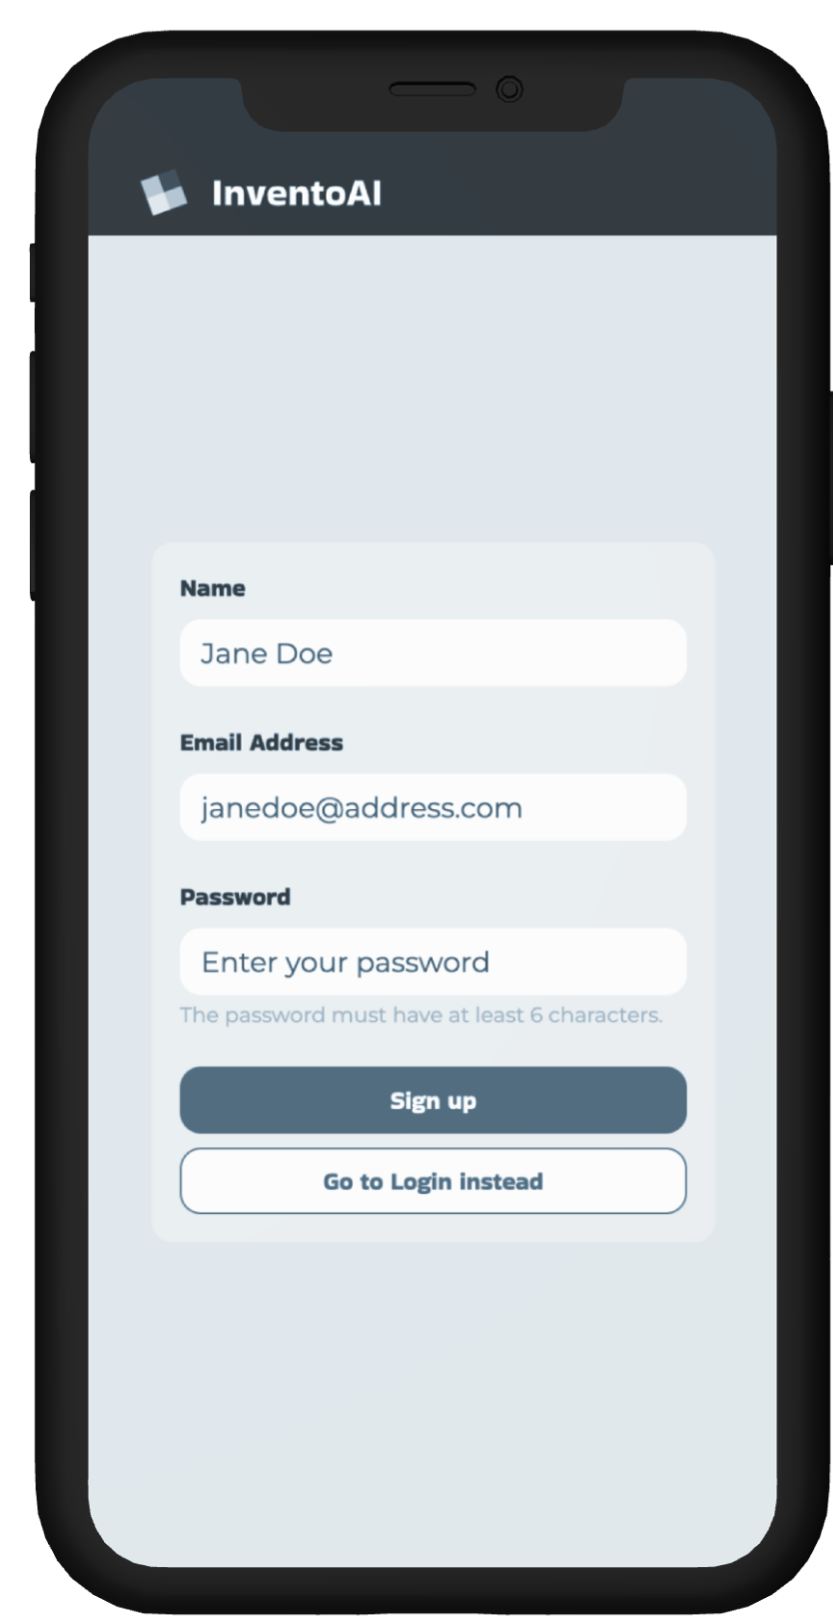 InventoAI
Name
Jane Doe
Email Address
janedoe@address.com
Password
Enter your password
The password must have at least 6 characters.
Sign up
Go to Login instead